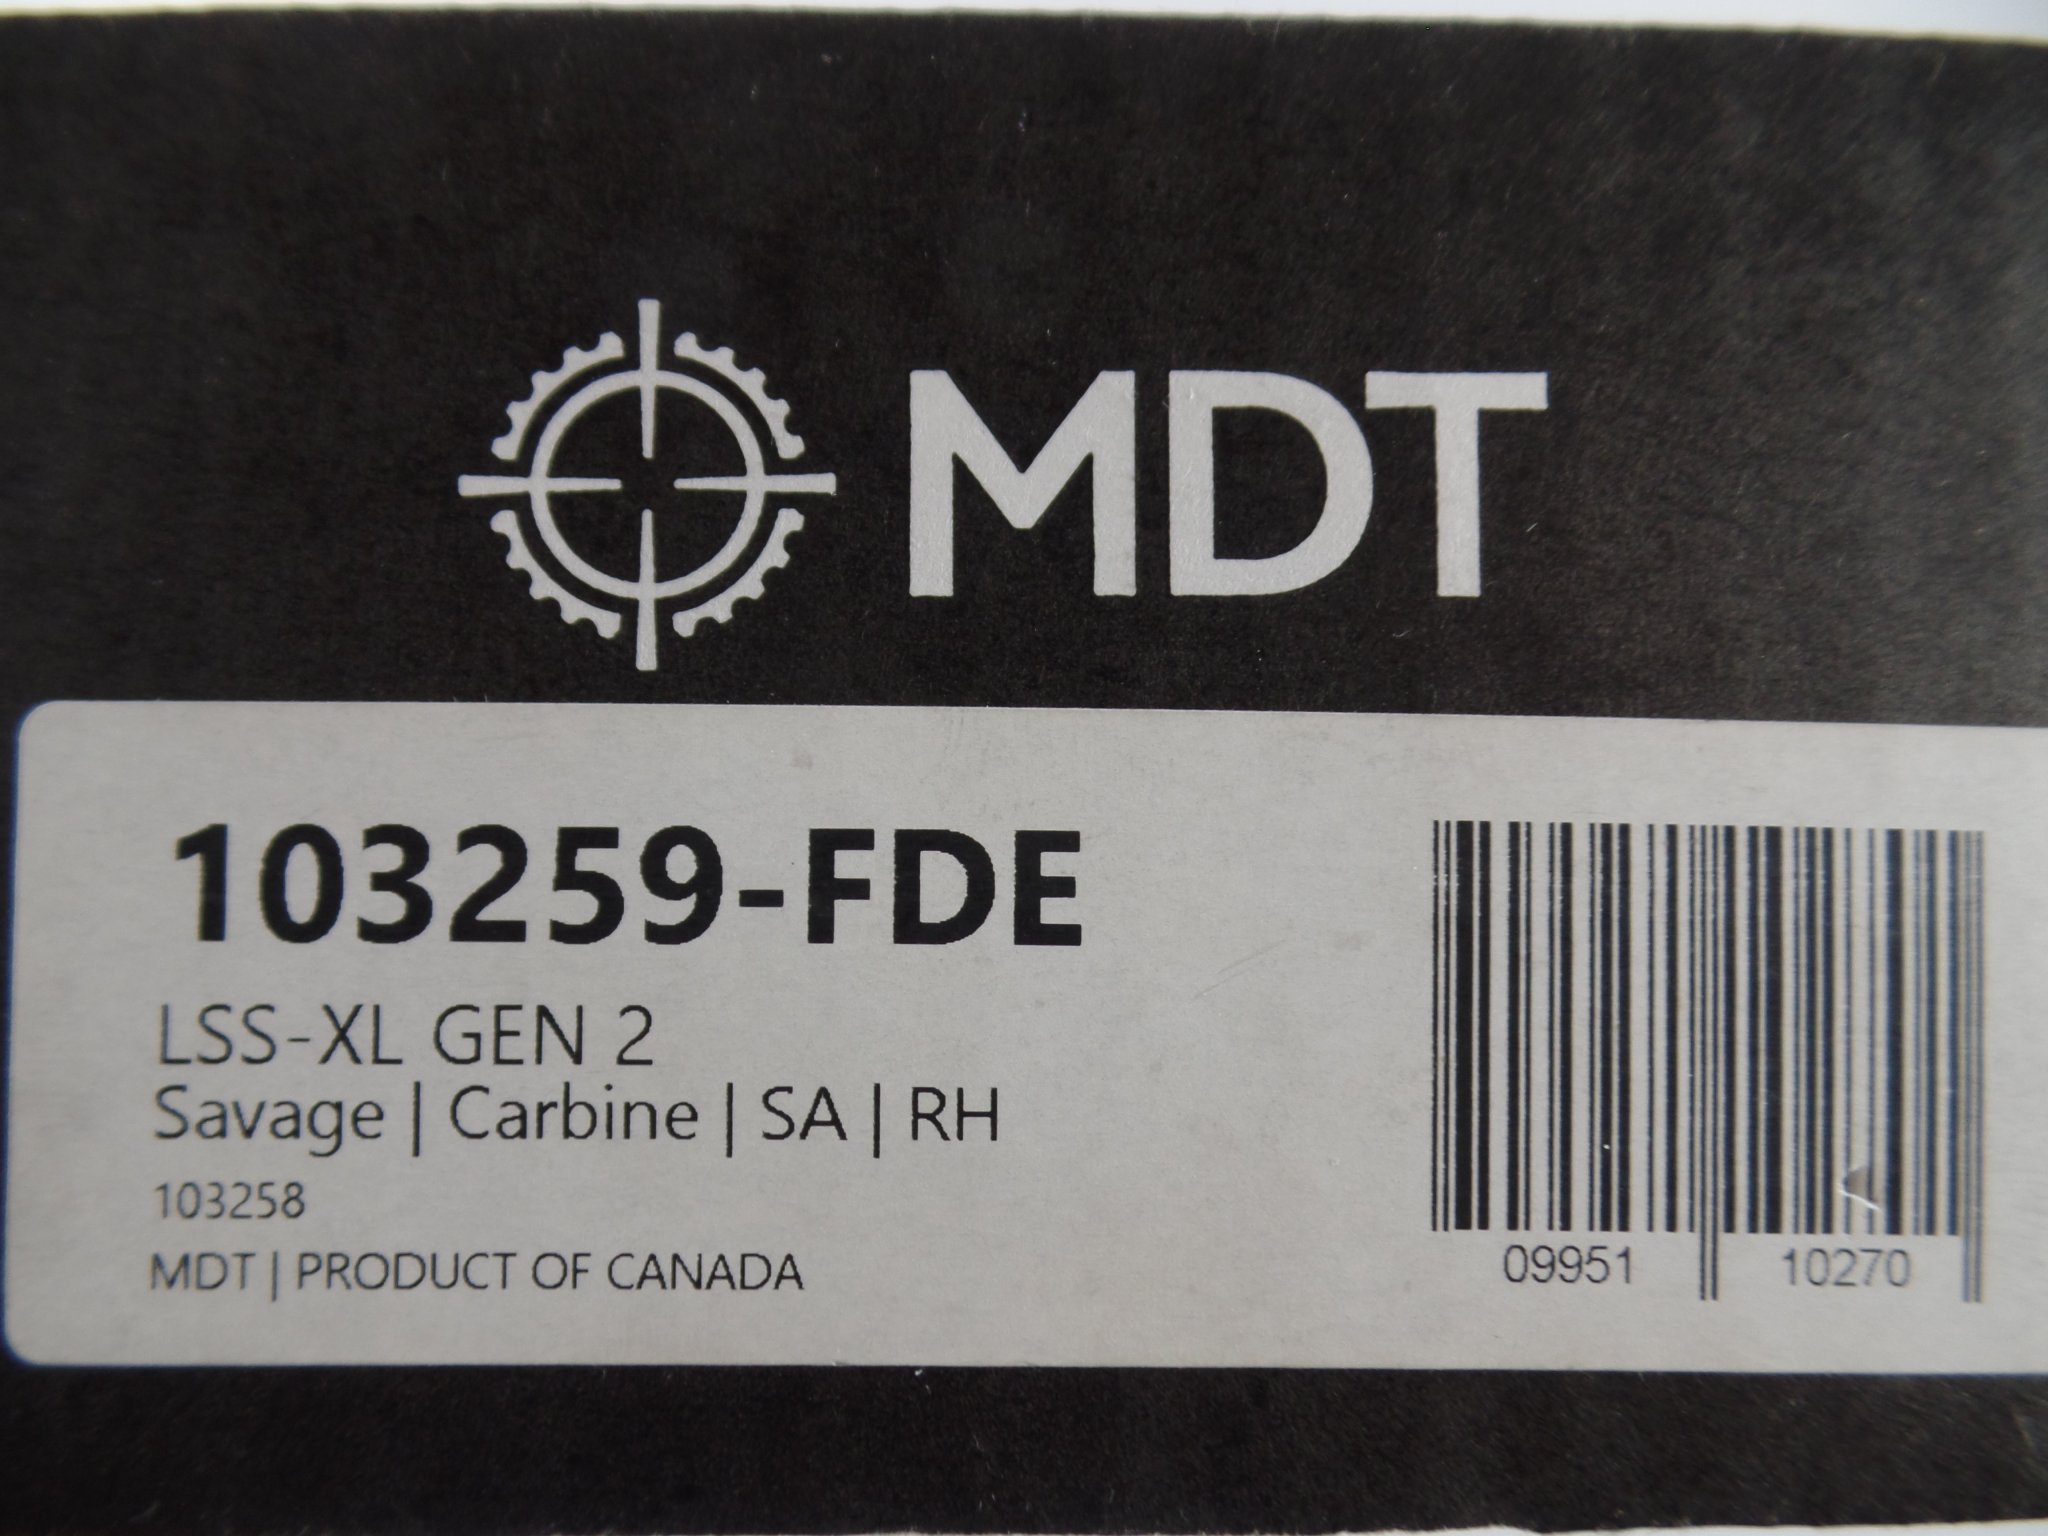 MDT
103259-FDE
LSS-XL GEN 2
Savage | Carbine | SA | RH
103258
MDT | PRODUCT OF CANADA
09951 10270